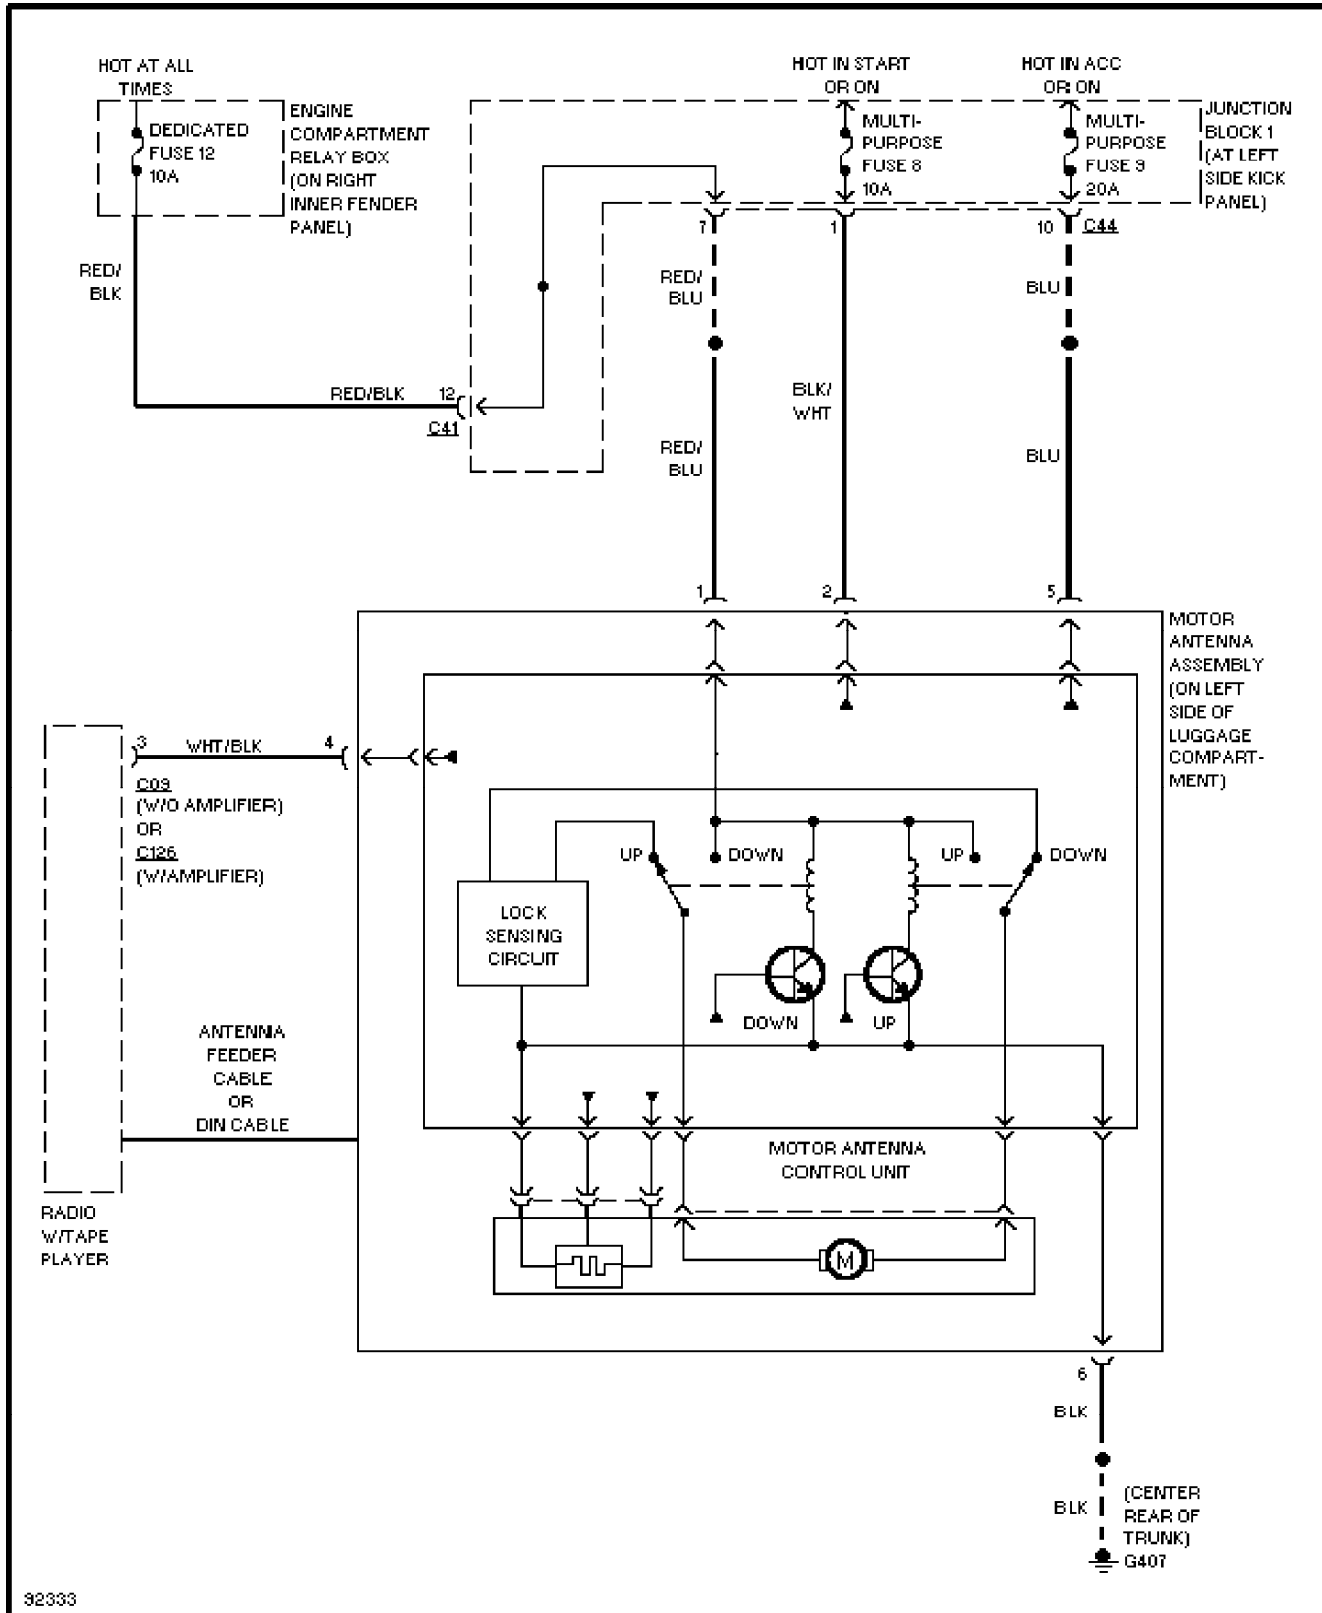 HOT AT ALL
TIMES
DEDICATED
FUSE 12
10A
ENGINE
COMPARTMENT
RELAY BOX
(ON RIGHT
INNER FENDER
PANEL)
HOT IN START
OR ON
MULTI-
PURPOSE
FUSE 8
10A
HOT IN ACC
OR ON
MULTI-
PURPOSE
FUSE 9
20A
JUNCTION
BLOCK 1
(AT LEFT
SIDE KICK
PANEL)
7
1
10
C44
RED/
BLK
RED/
BLU
BLU
RED/BLK
12
C41
BLK/
WHT
RED/
BLU
BLU
1
2
5
MOTOR
ANTENNA
ASSEMBLY
(ON LEFT
SIDE OF
LUGGAGE
COMPART-
MENT)
3
WHT/BLK
4
C09
(W/O AMPLIFIER)
OR
C126
(W/AMPLIFIER)
UP
DOWN
UP
DOWN
LOCK
SENSING
CIRCUIT
DOWN
UP
ANTENNA
FEEDER
CABLE
OR
DIN CABLE
MOTOR ANTENNA
CONTROL UNIT
RADIO
W/TAPE
PLAYER
M
6
BLK
BLK
(CENTER
REAR OF
TRUNK)
G407
92333